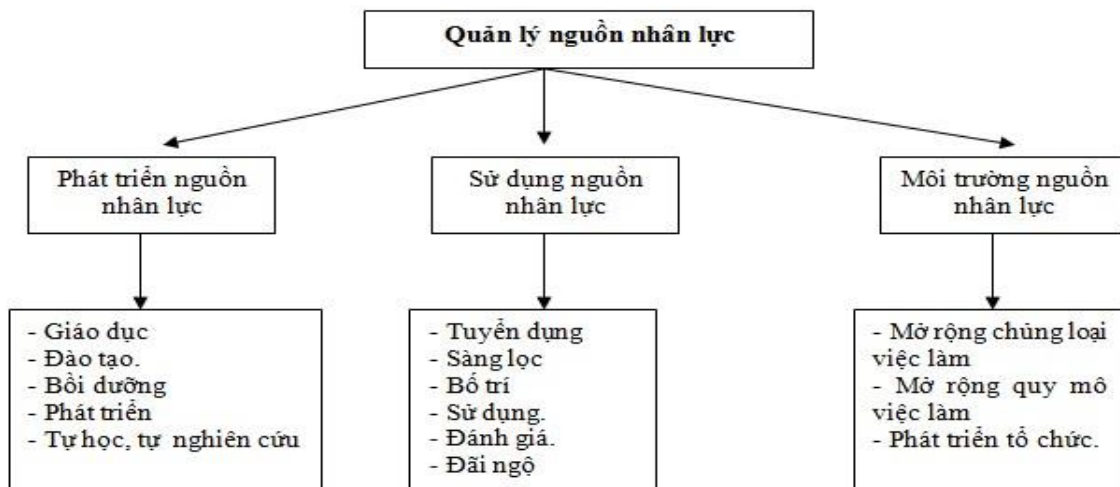 Quản lý nguồn nhân lực
Phát triển nguồn
nhân lực
Sử dụng nguồn
nhân lực
Môi trường nguồn
nhân lực
- Giáo dục
- Đào tạo.
- Bồi dưỡng
- Phát triển
- Tự học, tự nghiên cứu
- Tuyển dụng
- Sàng lọc
- Bố trí
- Sử dụng.
- Đánh giá.
- Đãi ngộ
- Mở rộng chủng loại
việc làm
- Mở rộng quy mô
việc làm
- Phát triển tổ chức.